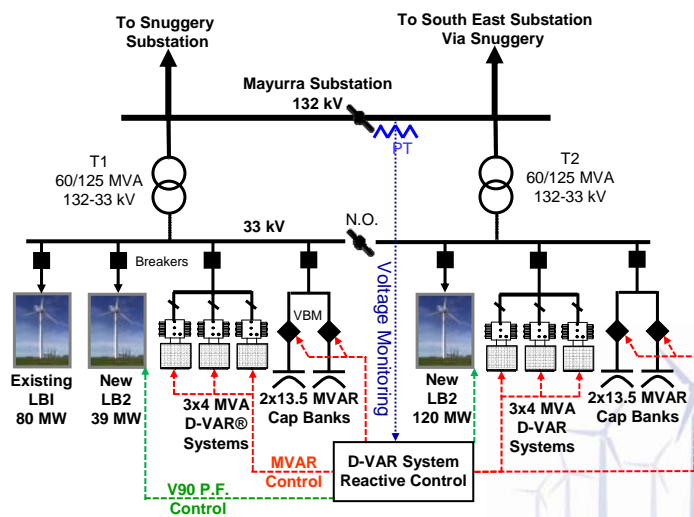 To Snuggery
Substation
To South East Substation
Via Snuggery
Mayurra Substation
132 kV
PT
T1
60/125 MVA
132-33 kV
T2
60/125 MVA
132-33 kV
33 kV
N.O.
Breakers
VBM
Voltage Monitoring
Existing
LBI
80 MW
New
LB2
39 MW
3x4 MVA
D-VAR® 
Systems
2x13.5 MVAR
Cap Banks
New
LB2
120 MW
3x4 MVA
D-VAR
Systems
2x13.5 MVAR
Cap Banks
MVAR
Control
D-VAR System
Reactive Control
V90 P.F.
Control